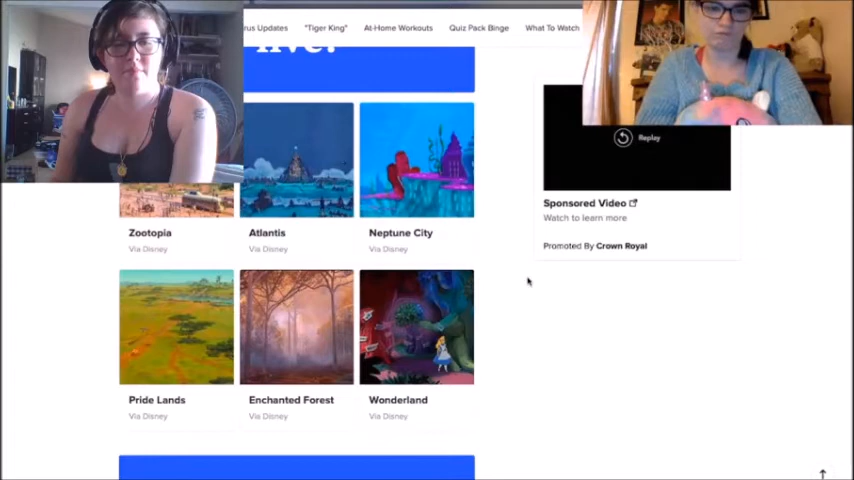 rus Updates "Tiger King" At-Home Workouts Quiz Pack Binge What To Watch
live?
Replay
Sponsored Video
Watch to learn more
Promoted By Crown Royal
Zootopia Atlantis Neptune City
Via Disney Via Disney Via Disney
Pride Lands Enchanted Forest Wonderland
Via Disney Via Disney Via Disney